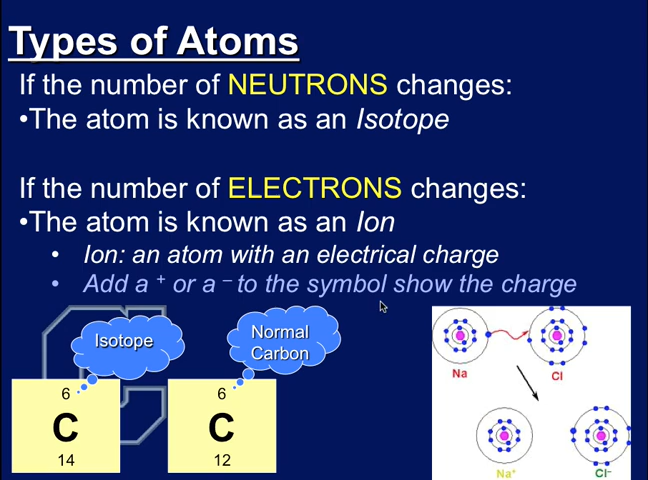 Types of Atoms
If the number of NEUTRONS changes:
•The atom is known as an Isotope
If the number of ELECTRONS changes:
•The atom is known as an Ion
• Ion: an atom with an electrical charge
• Add a ⁺ or a ⁻ to the symbol show the charge
Isotope
Normal
Carbon
6
C
14
6
C
12
Na
Cl
Na⁺
Cl⁻